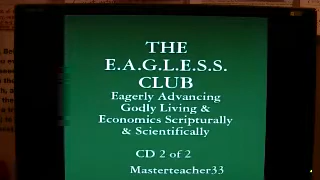 THE
E.A.G.L.E.S.S.
CLUB
Eagerly Advancing
Godly Living &
Economics Scripturally
& Scientifically
CD 2 of 2
Masterteacher33